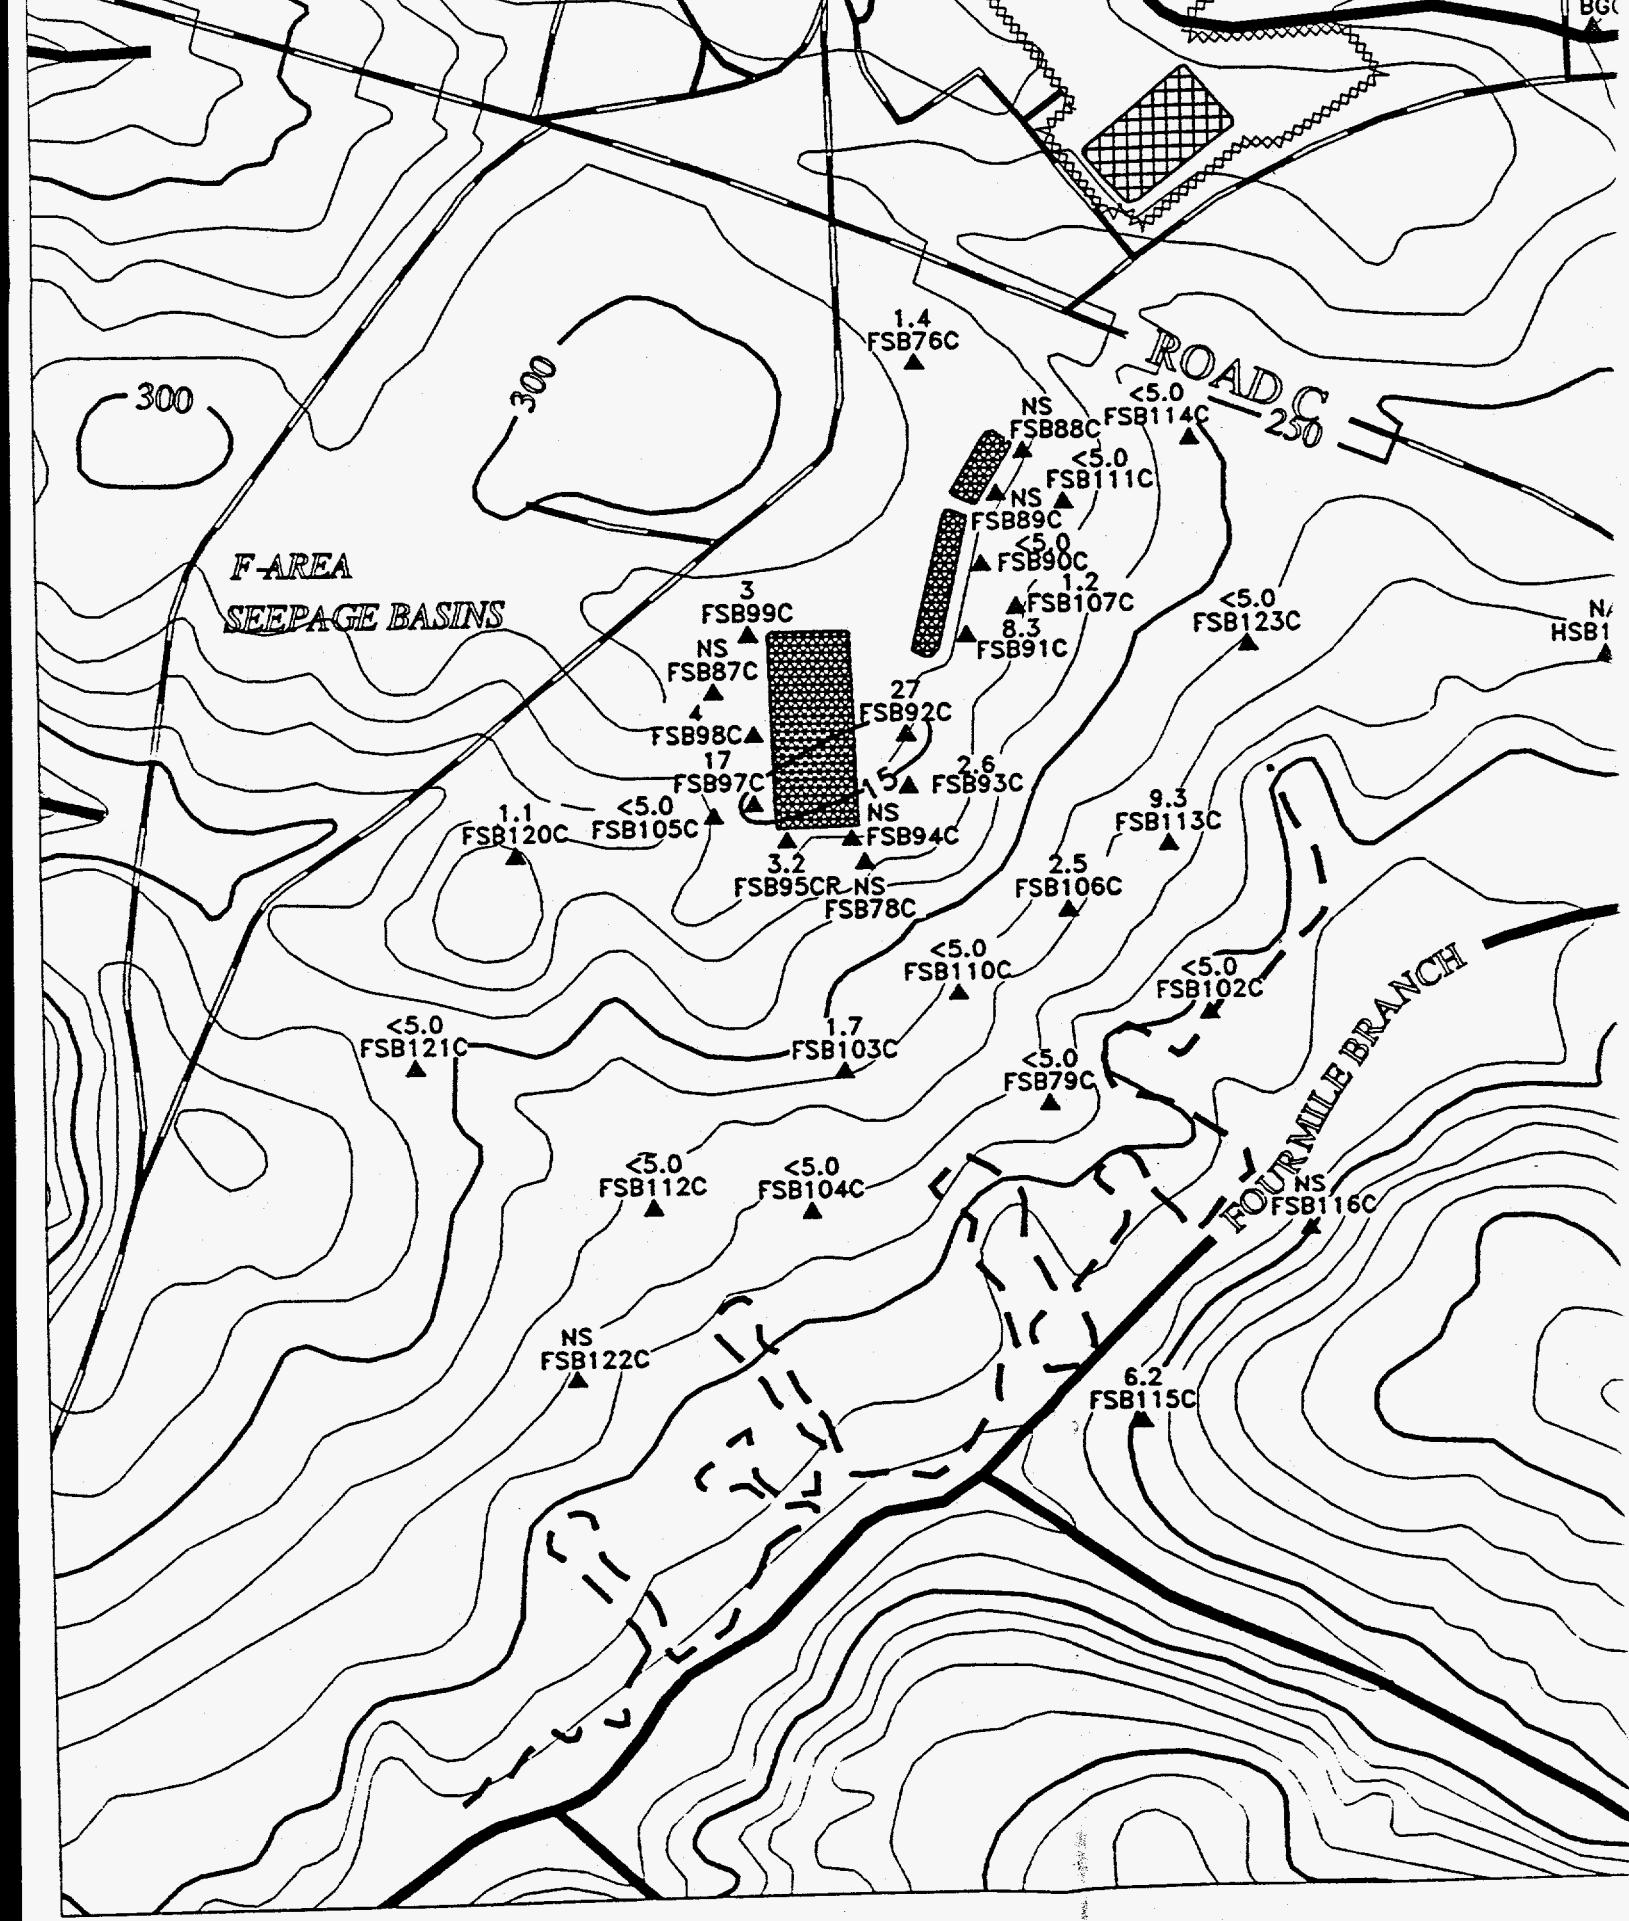 1.4
FSB76C
ROAD C
300
300
250
<5.0
FSB114C
NS
FSB88C
<5.0
FSB111C
NS
FSB89C
<5.0
FSB90C
1.2
FSB107C
8.3
FSB91C
F-AREA
SEEPAGE BASINS
3
FSB99C
NS
FSB87C
4
FSB98C
17
FSB97C
27
FSB92C
15
2.6
FSB93C
<5.0
FSB123C
1.1
FSB120C
<5.0
FSB105C
NS
FSB94C
3.2
FSB95CR
NS
FSB78C
9.3
FSB113C
2.5
FSB106C
<5.0
FSB110C
<5.0
FSB102C
<5.0
FSB121C
1.7
FSB103C
<5.0
FSB79C
FOURMILE BRANCH
<5.0
FSB112C
<5.0
FSB104C
NS
FSB116C
NS
FSB122C
6.2
FSB115C